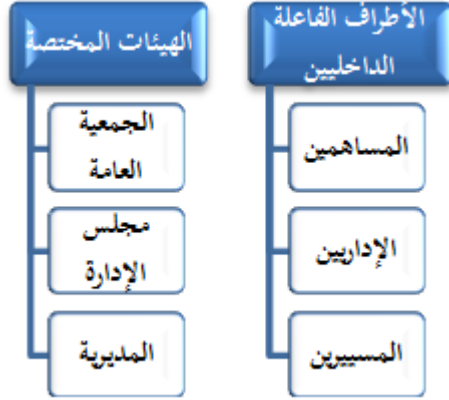 الأطراف الفاعلة
الداخليين
المساهمين
الإداريين
المسييرين
الهيئات المختصة
الجمعية
العامة
مجلس
الإدارة
المديرية